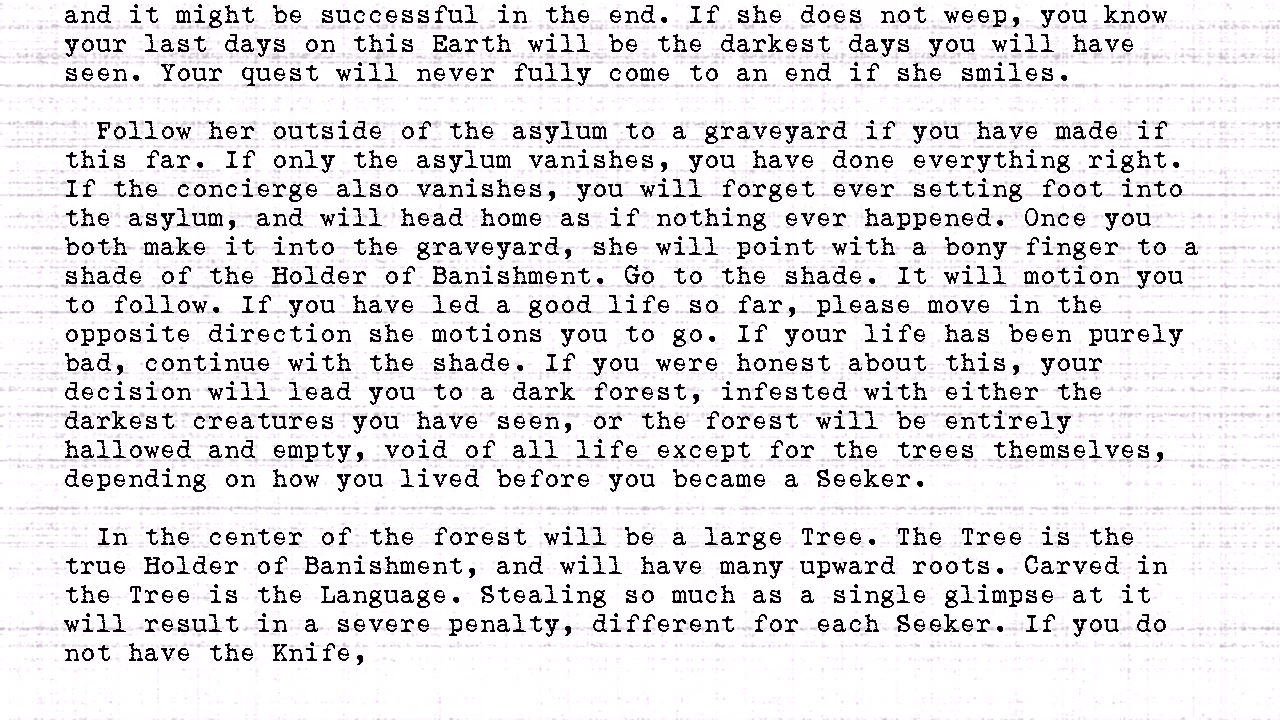 and it might be successful in the end. If she does not weep, you know
your last days on this Earth will be the darkest days you will have
seen. Your quest will never fully come to an end if she smiles.
Follow her outside of the asylum to a graveyard if you have made if
this far. If only the asylum vanishes, you have done everything right.
If the concierge also vanishes, you will forget ever setting foot into
the asylum, and will head home as if nothing ever happened. Once you
both make it into the graveyard, she will point with a bony finger to a
shade of the Holder of Banishment. Go to the shade. It will motion you
to follow. If you have led a good life so far, please move in the
opposite direction she motions you to go. If your life has been purely
bad, continue with the shade. If you were honest about this, your
decision will lead you to a dark forest, infested with either the
darkest creatures you have seen, or the forest will be entirely
hallowed and empty, void of all life except for the trees themselves,
depending on how you lived before you became a Seeker.
In the center of the forest will be a large Tree. The Tree is the
true Holder of Banishment, and will have many upward roots. Carved in
the Tree is the Language. Stealing so much as a single glimpse at it
will result in a severe penalty, different for each Seeker. If you do
not have the Knife,